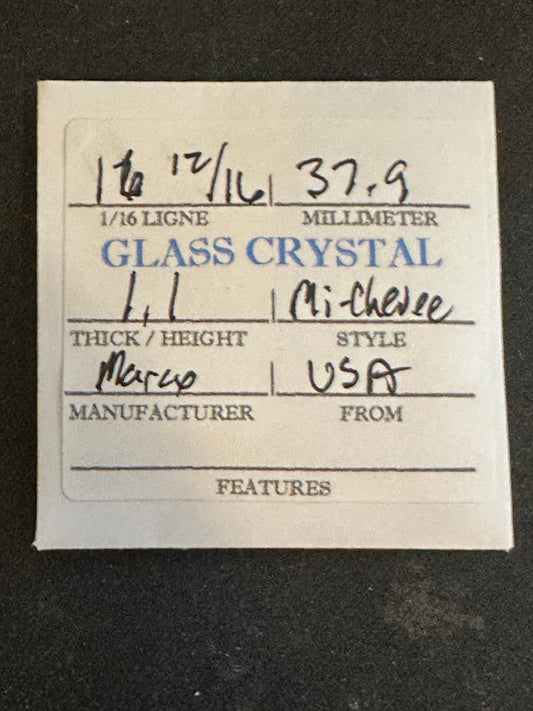 16 12/16 37.9
1/16 LIGNE MILLIMETER
GLASS CRYSTAL
1.1 Mi-Chevee
THICK / HEIGHT STYLE
Marco USA
MANUFACTURER FROM
FEATURES